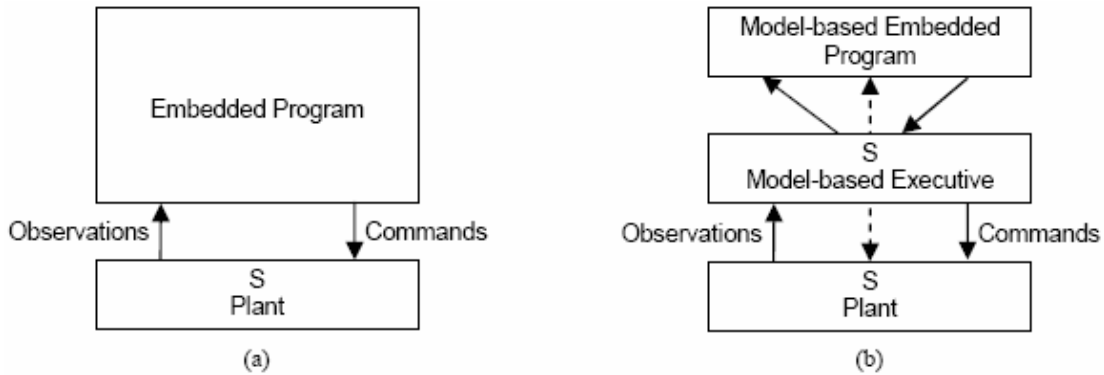 Embedded Program
Observations
Commands
S
Plant
(a)
Model-based Embedded
Program
S
Model-based Executive
Observations
Commands
S
Plant
(b)